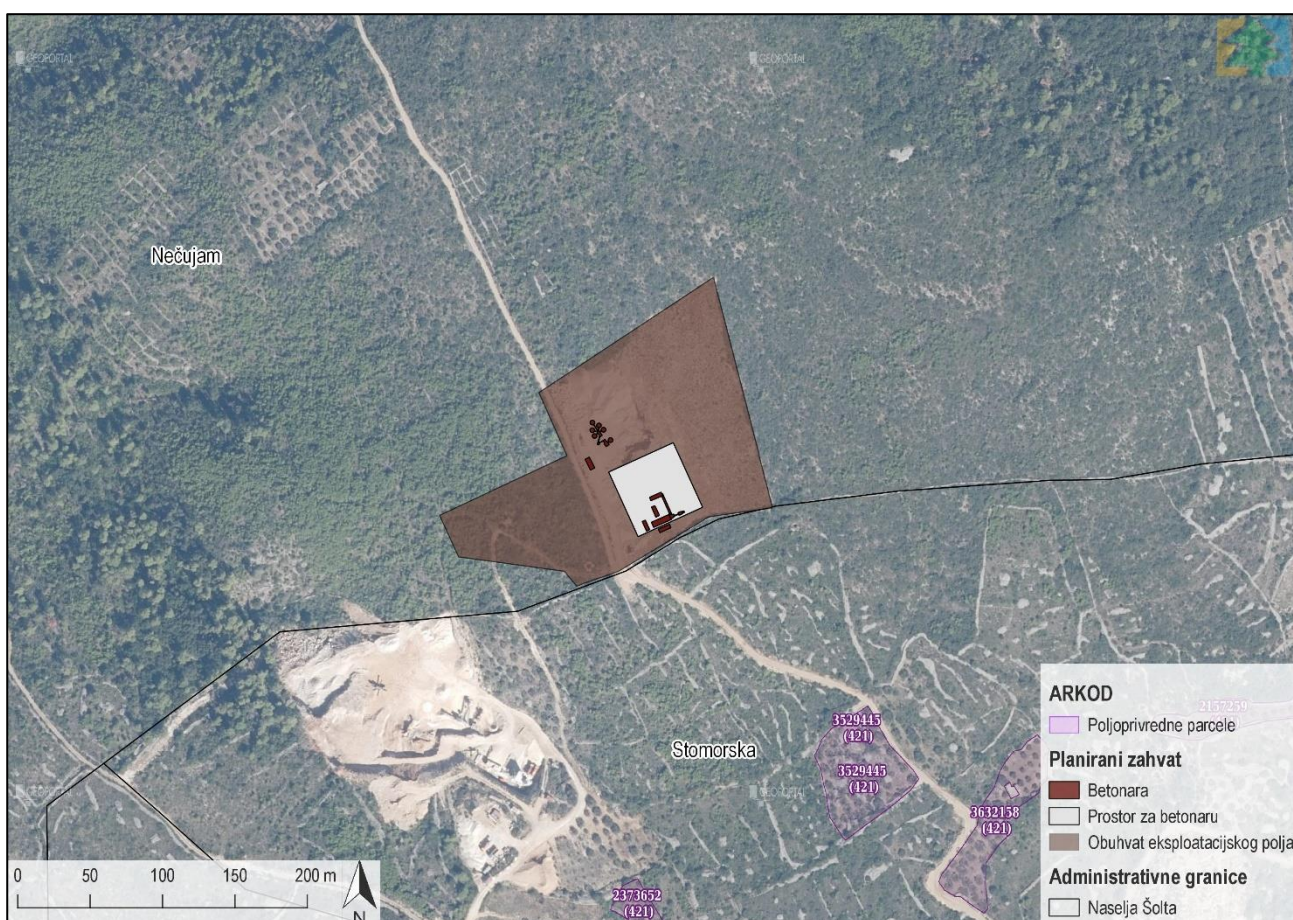 GEOPORTAL
GEOPORTAL
Nečujam
Stomorska
3529445
(421)
3529445
(421)
3632158
(421)
2157259
2373652
(421)
GEOPORTAL
GEOPORTAL
0 50 100 150 200 m
N
ARKOD
Poljoprivredne parcele
Planirani zahvat
Betonara
Prostor za betonaru
Obuhvat eksploatacijskog polja
Administrativne granice
Naselja Šolta